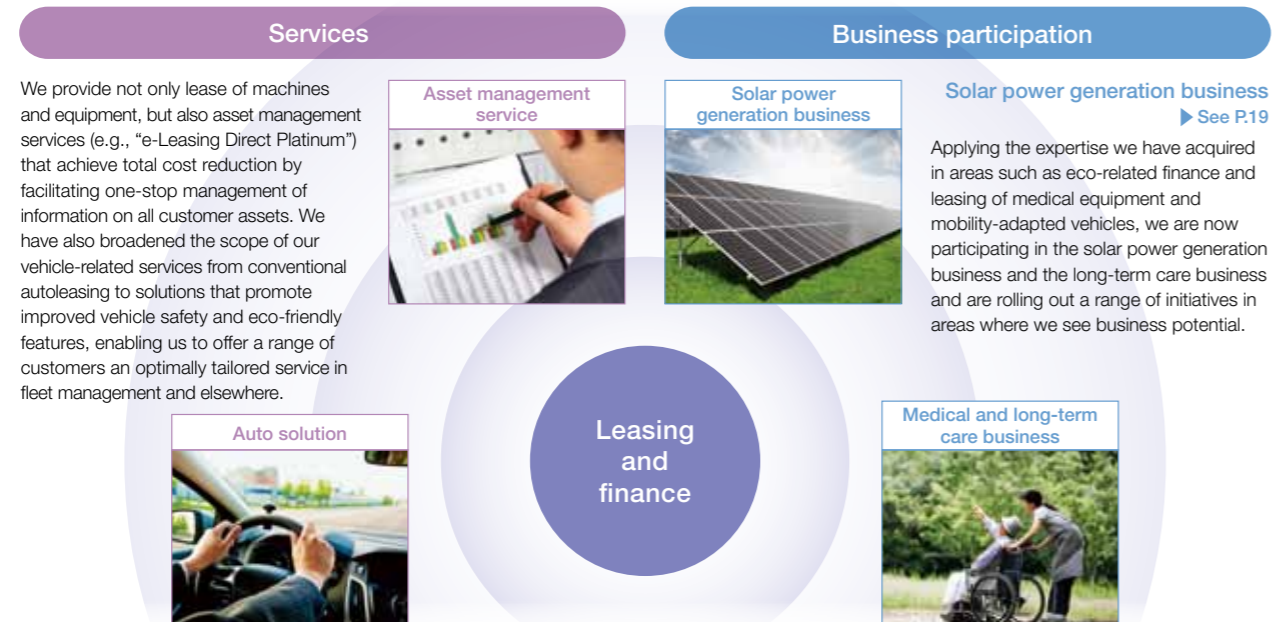 Services
We provide not only lease of machines
and equipment, but also asset management
services (e.g., “e-Leasing Direct Platinum”)
that achieve total cost reduction by
facilitating one-stop management of
information on all customer assets. We
have also broadened the scope of our
vehicle-related services from conventional
autoleasing to solutions that promote
improved vehicle safety and eco-friendly
features, enabling us to offer a range of
customers an optimally tailored service in
fleet management and elsewhere.
Asset management
service
Auto solution
Leasing
and
finance
Business participation
Solar power
generation business
Solar power generation business
▶ See P.19
Applying the expertise we have acquired
in areas such as eco-related finance and
leasing of medical equipment and
mobility-adapted vehicles, we are now
participating in the solar power generation
business and the long-term care business
and are rolling out a range of initiatives in
areas where we see business potential.
Medical and long-term
care business